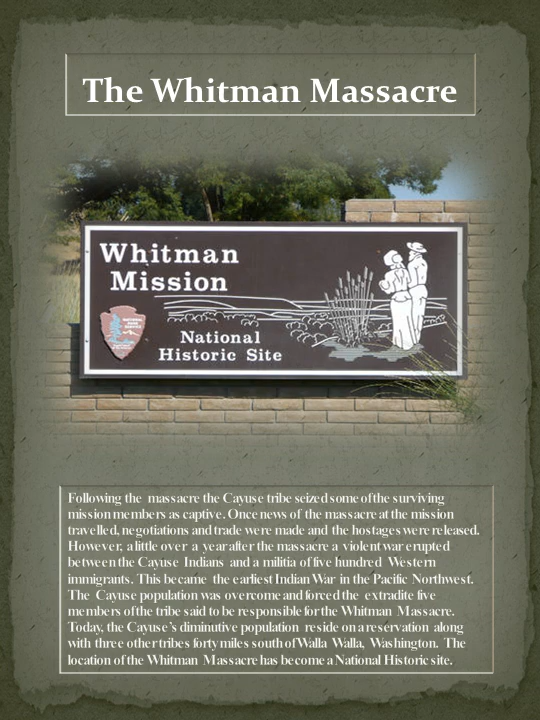 The Whitman Massacre
Whitman
Mission
NATIONAL
PARK
SERVICE
National
Historic Site
Following the massacre the Cayuse tribe seized some of the surviving
mission members as captive. Once news of the massacre at the mission
travelled, negotiations and trade were made and the hostages were released.
However, a little over a year after the massacre a violent war erupted
between the Cayuse Indians and a militia of five hundred Western
immigrants. This became the earliest Indian War in the Pacific Northwest.
The Cayuse population was overcome and forced the extradite five
members of the tribe said to be responsible for the Whitman Massacre.
Today, the Cayuse's diminutive population reside on a reservation along
with three other tribes forty miles south of Walla Walla, Washington. The
location of the Whitman Massacre has become a National Historic site.